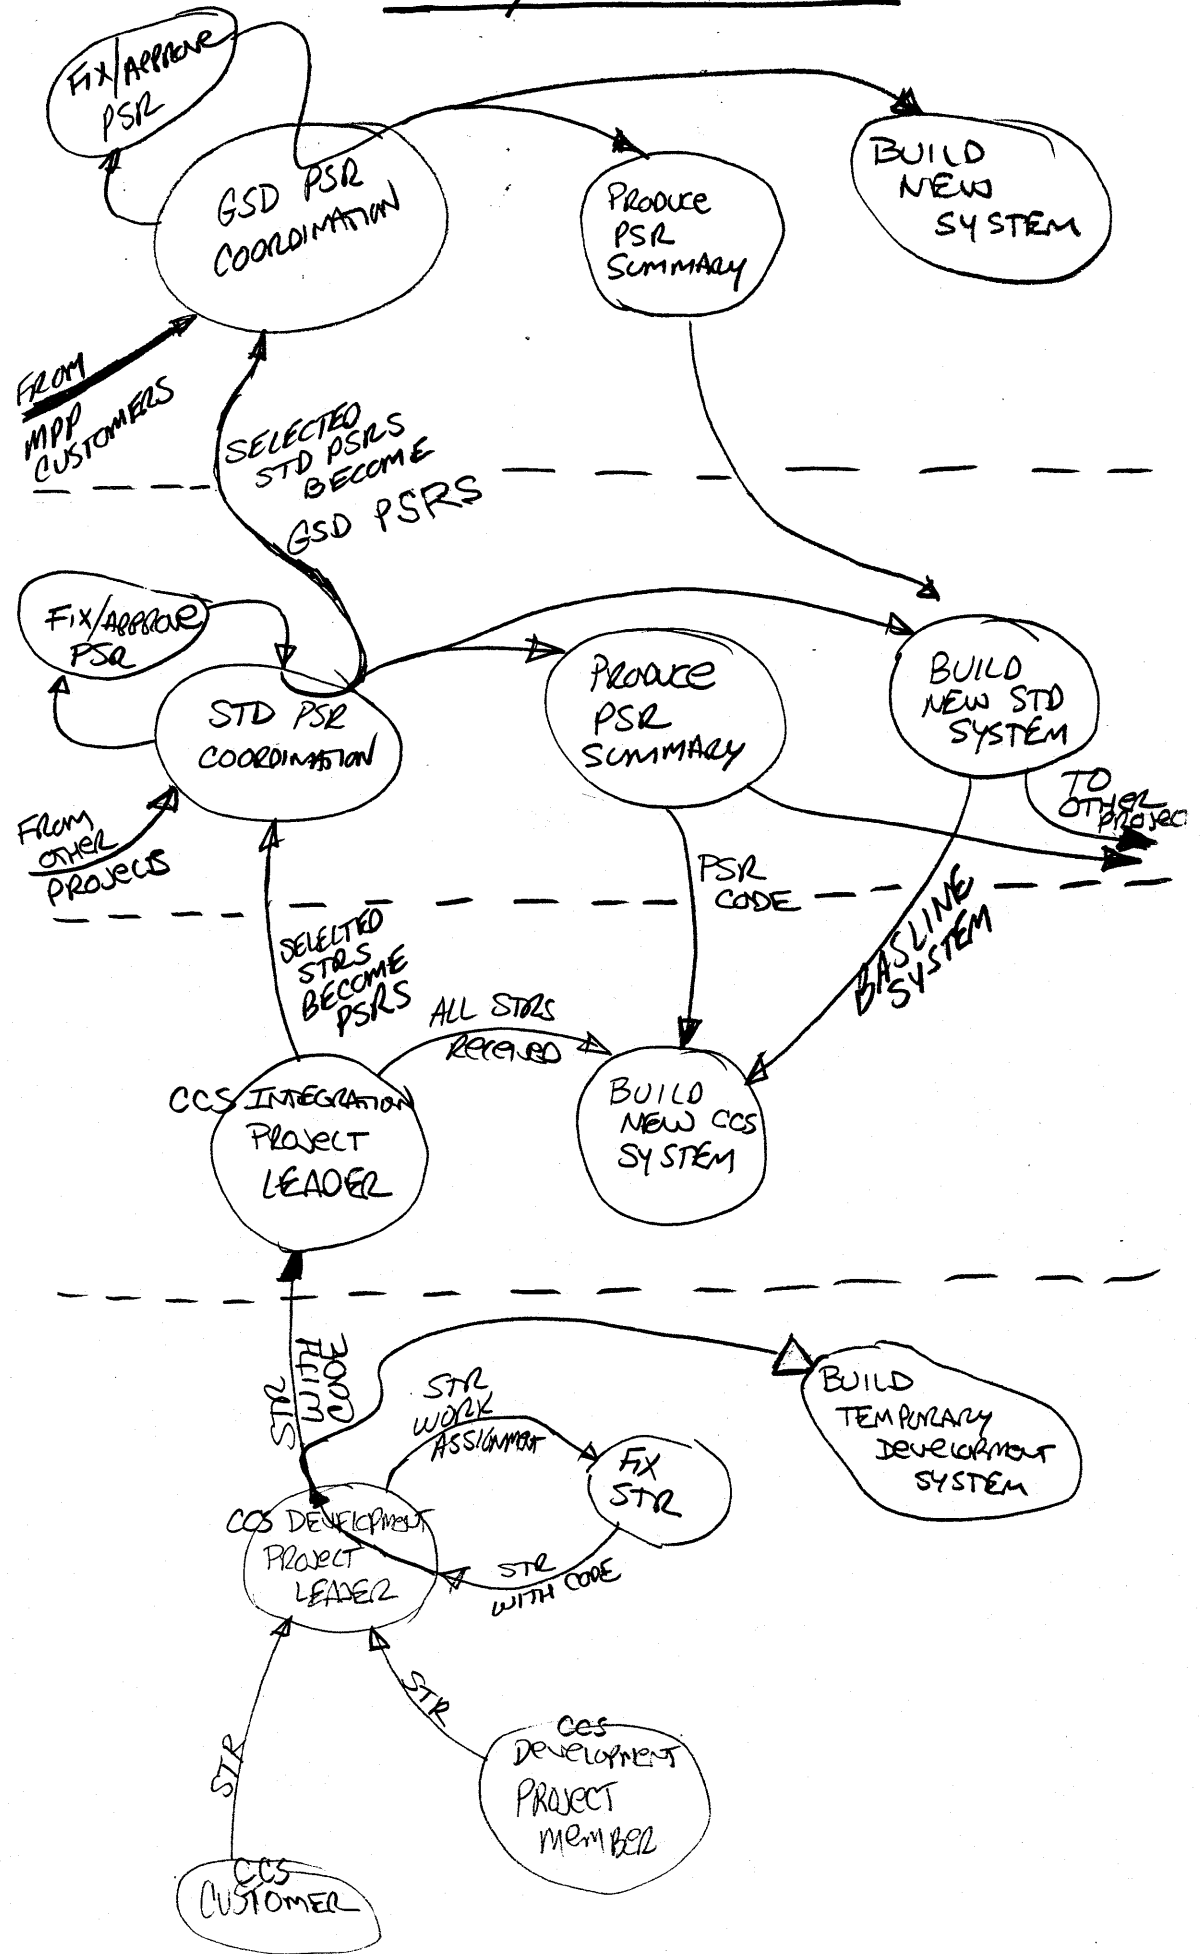 FIX/APPROVE
PSR
GSD PSR
COORDINATION
PRODUCE
PSR
SUMMARY
BUILD
NEW
SYSTEM
FROM
MPP
CUSTOMERS
SELECTED
STD PSRS
BECOME
GSD PSRS
FIX/APPROVE
PSR
STD PSR
COORDINATION
PRODUCE
PSR
SUMMARY
BUILD
NEW STD
SYSTEM
TO
OTHER
PROJEC
FROM
OTHER
PROJECTS
PSR
CODE
BASLINE
SYSTEM
SELECTED
STRS
BECOME
PSRS
ALL STRS
RECEIVED
CCS INTEGRATION
PROJECT
LEADER
BUILD
NEW CCS
SYSTEM
STR
WITH
CODE
STR
WORK
ASSIGNMENT
FIX
STR
BUILD
TEMPORARY
DEVELOPMENT
SYSTEM
CCS DEVELOPMENT
PROJECT
LEADER
STR
WITH CODE
STR
STR
CCS
DEVELOPMENT
PROJECT
MEMBER
CCS
CUSTOMER